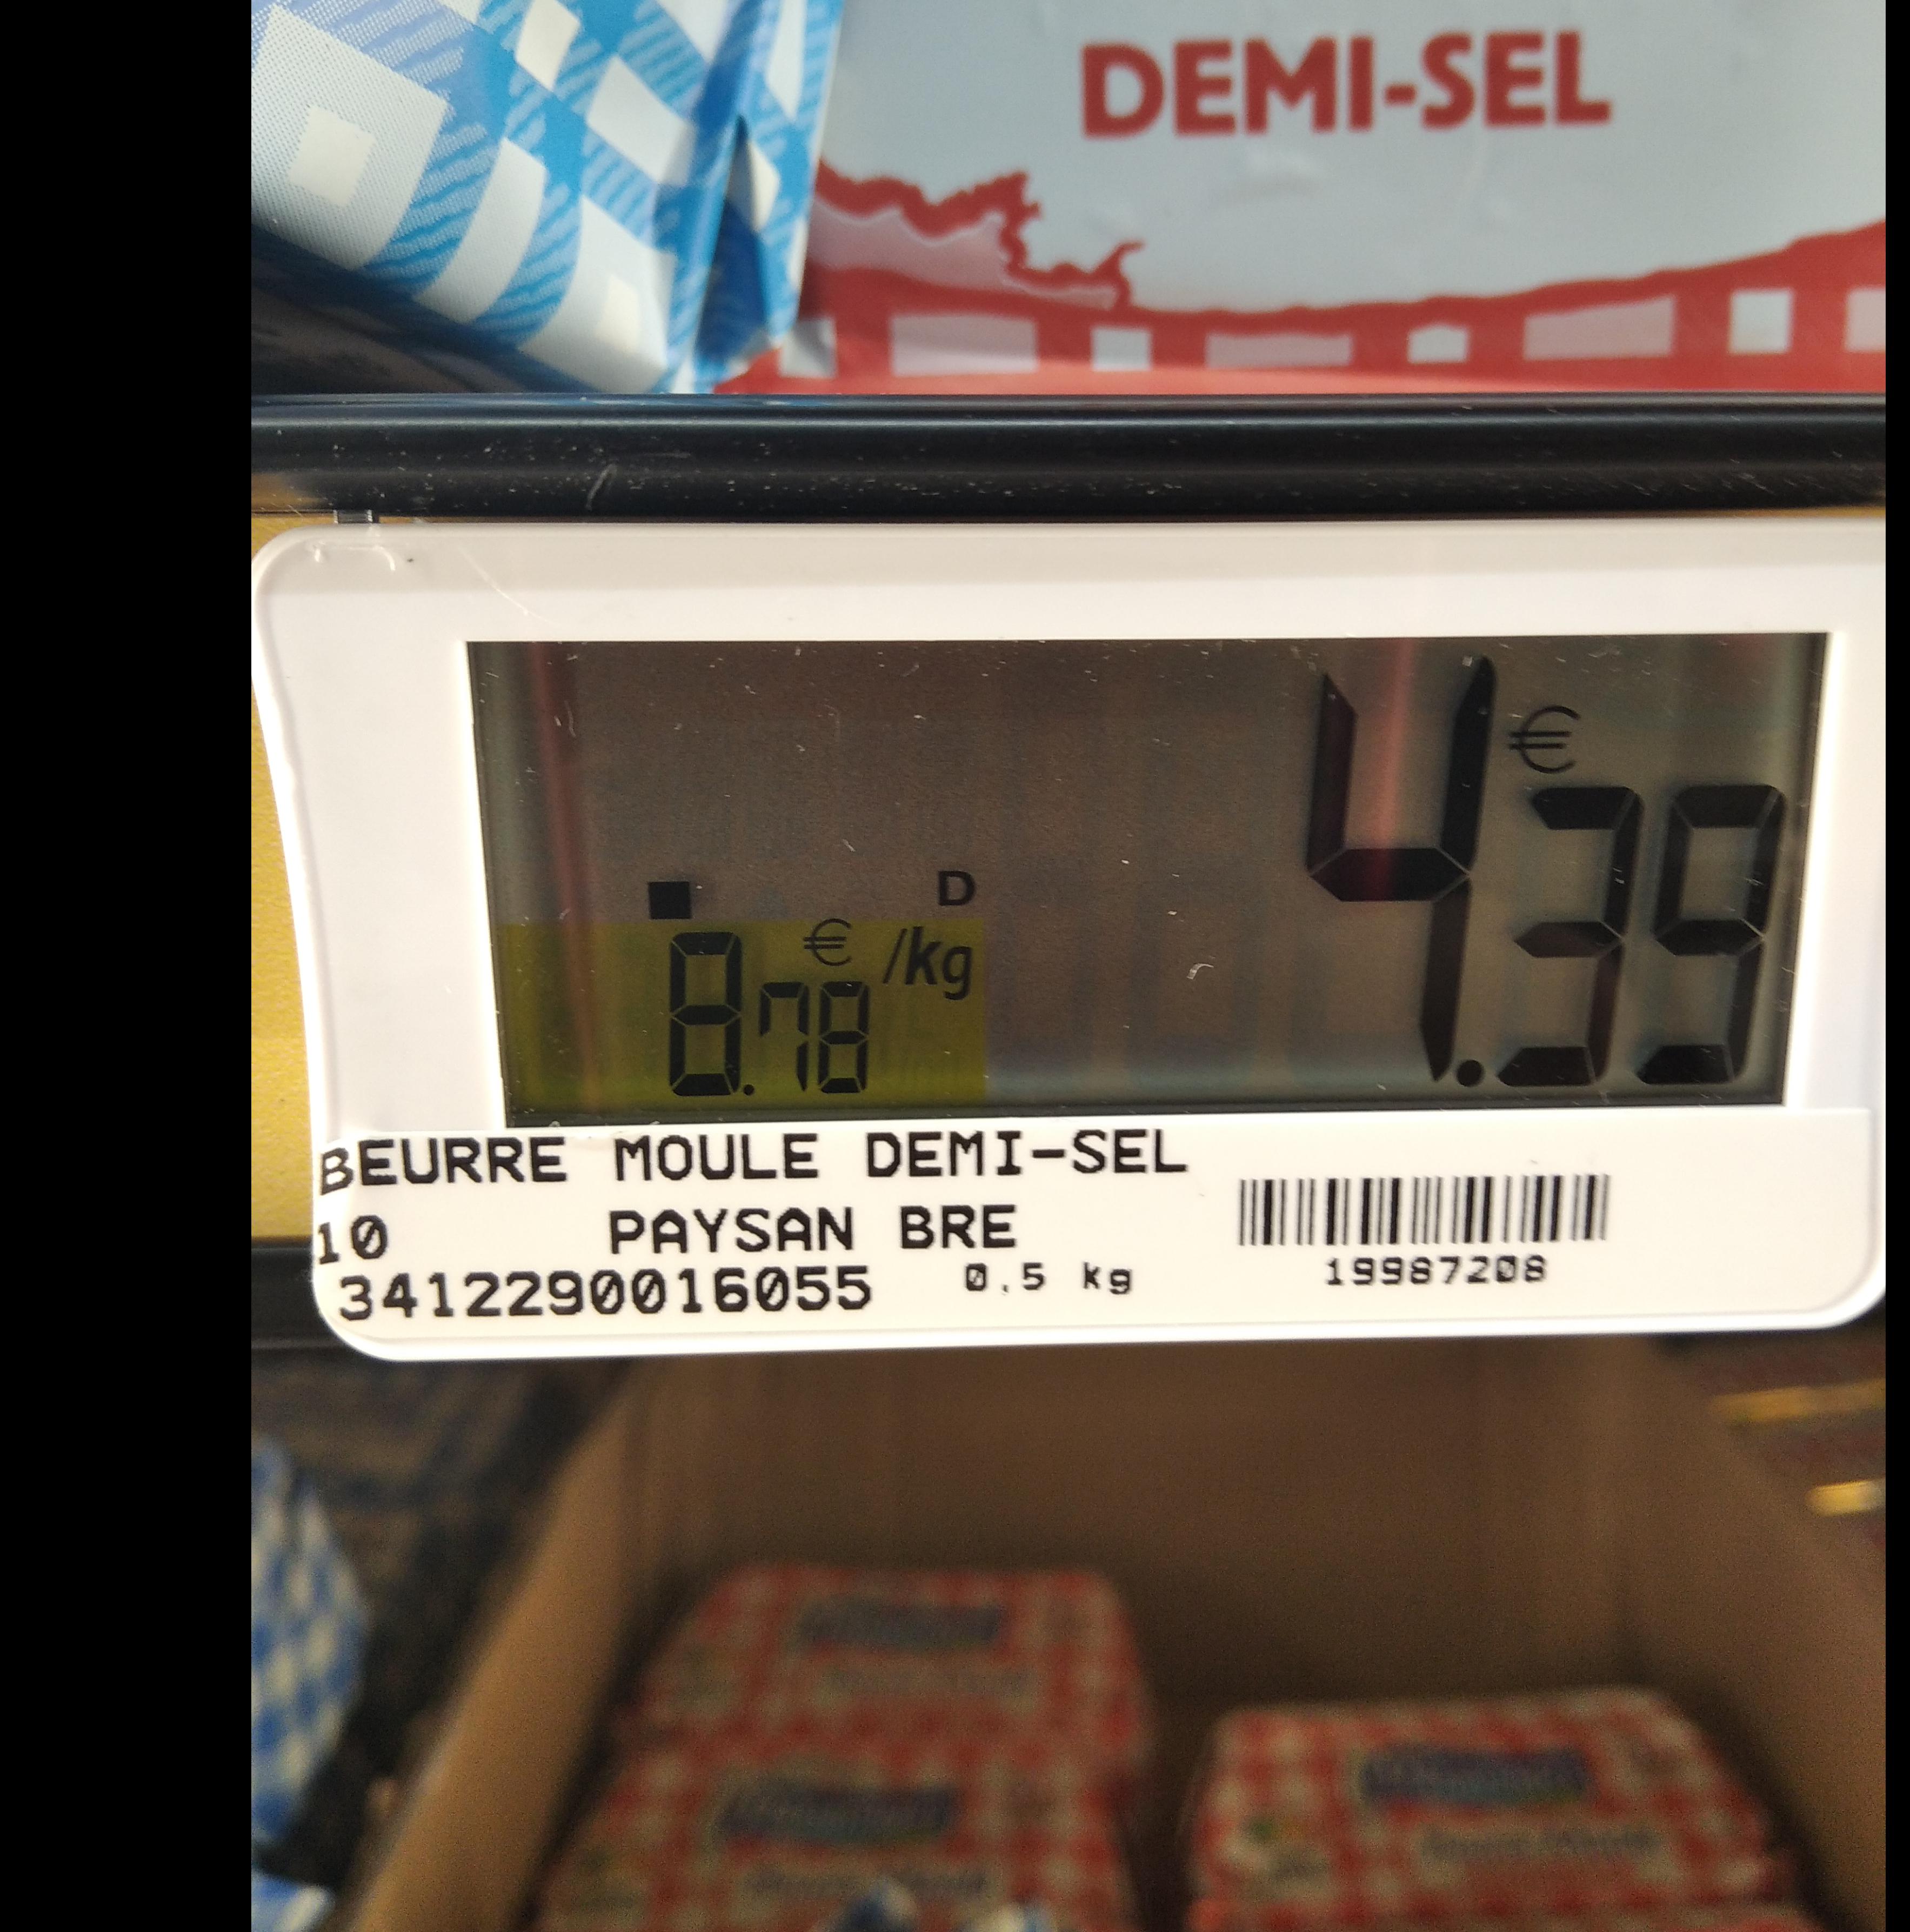 DEMI-SEL
4.39 €
D
8.78 € /kg
BEURRE MOULE DEMI-SEL
10 PAYSAN BRE
3412290016055 0.5 kg
19987208